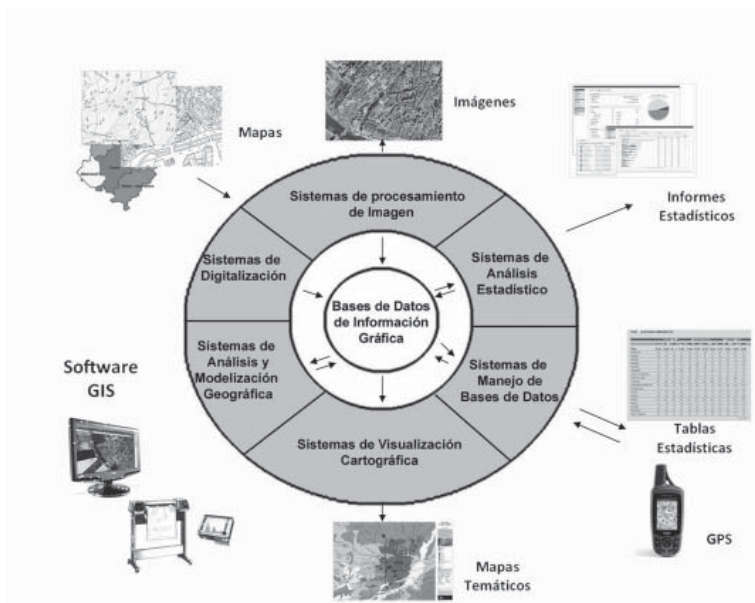 Mapas
Imágenes
Informes
Estadísticos
Sistemas de procesamiento
de Imagen
Sistemas de
Digitalización
Sistemas de
Análisis
Estadístico
Bases de Datos
de Información
Gráfica
Sistemas de
Análisis y
Modelización
Geográfica
Sistemas de
Manejo de
Bases de Datos
Sistemas de Visualización
Cartográfica
Software
GIS
Tablas
Estadísticas
GPS
Mapas
Temáticos